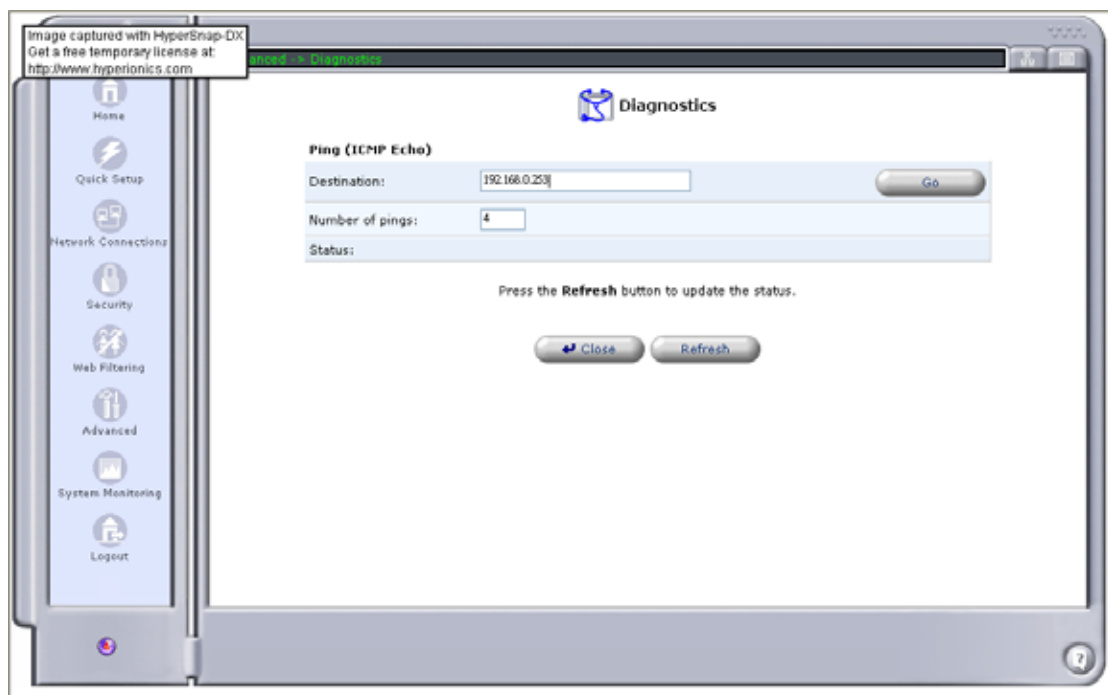 Image captured with HyperSnap-DX
Get a free temporary license at:
http://www.hyperionics.com
anced -> Diagnostics
Home
Quick Setup
Network Connections
Security
Web Filtering
Advanced
System Monitoring
Logout
Diagnostics
Ping (ICMP Echo)
Destination: 192.168.0.253 Go
Number of pings: 4
Status:
Press the Refresh button to update the status.
Close Refresh
?